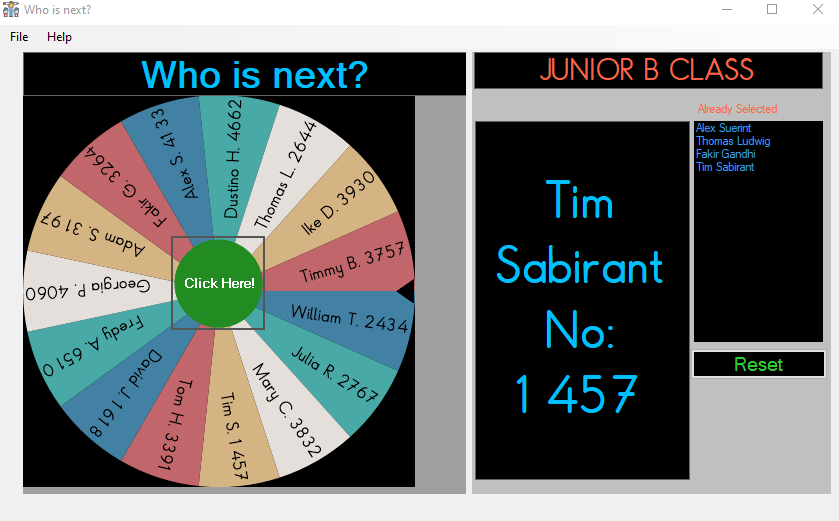 Who is next?
File Help
Who is next?
JUNIOR B CLASS
Already Selected
Alex Suerint
Thomas Ludwig
Fakir Gandhi
Tim Sabirant
Tim
Sabirant
No:
1457
Reset
Click Here!
Dustino H. 4662
Thomas L. 2644
Ike D. 3930
Timmy B. 3757
William T. 2434
Julia R. 2767
Mary C. 3832
Tim S. 1457
Tom H. 3391
David J. 1618
Fredy A. 6510
Georgia P. 4060
Adam S. 3197
Fakir G. 3264
Alex S. 4133